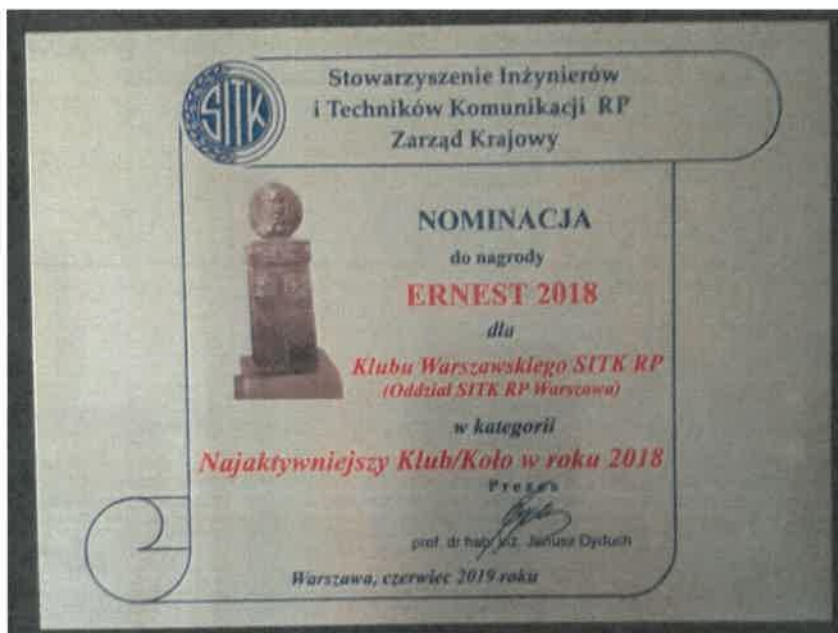 SITK
Stowarzyszenie Inżynierów
i Techników Komunikacji RP
Zarząd Krajowy
NOMINACJA
do nagrody
ERNEST 2018
dla
Klubu Warszawskiego SITK RP
(Oddział SITK RP Warszawa)
w kategorii
Najaktywniejszy Klub/Koło w roku 2018
Prezes
prof. dr hab. inż. Janusz Dyduch
Warszawa, czerwiec 2019 roku